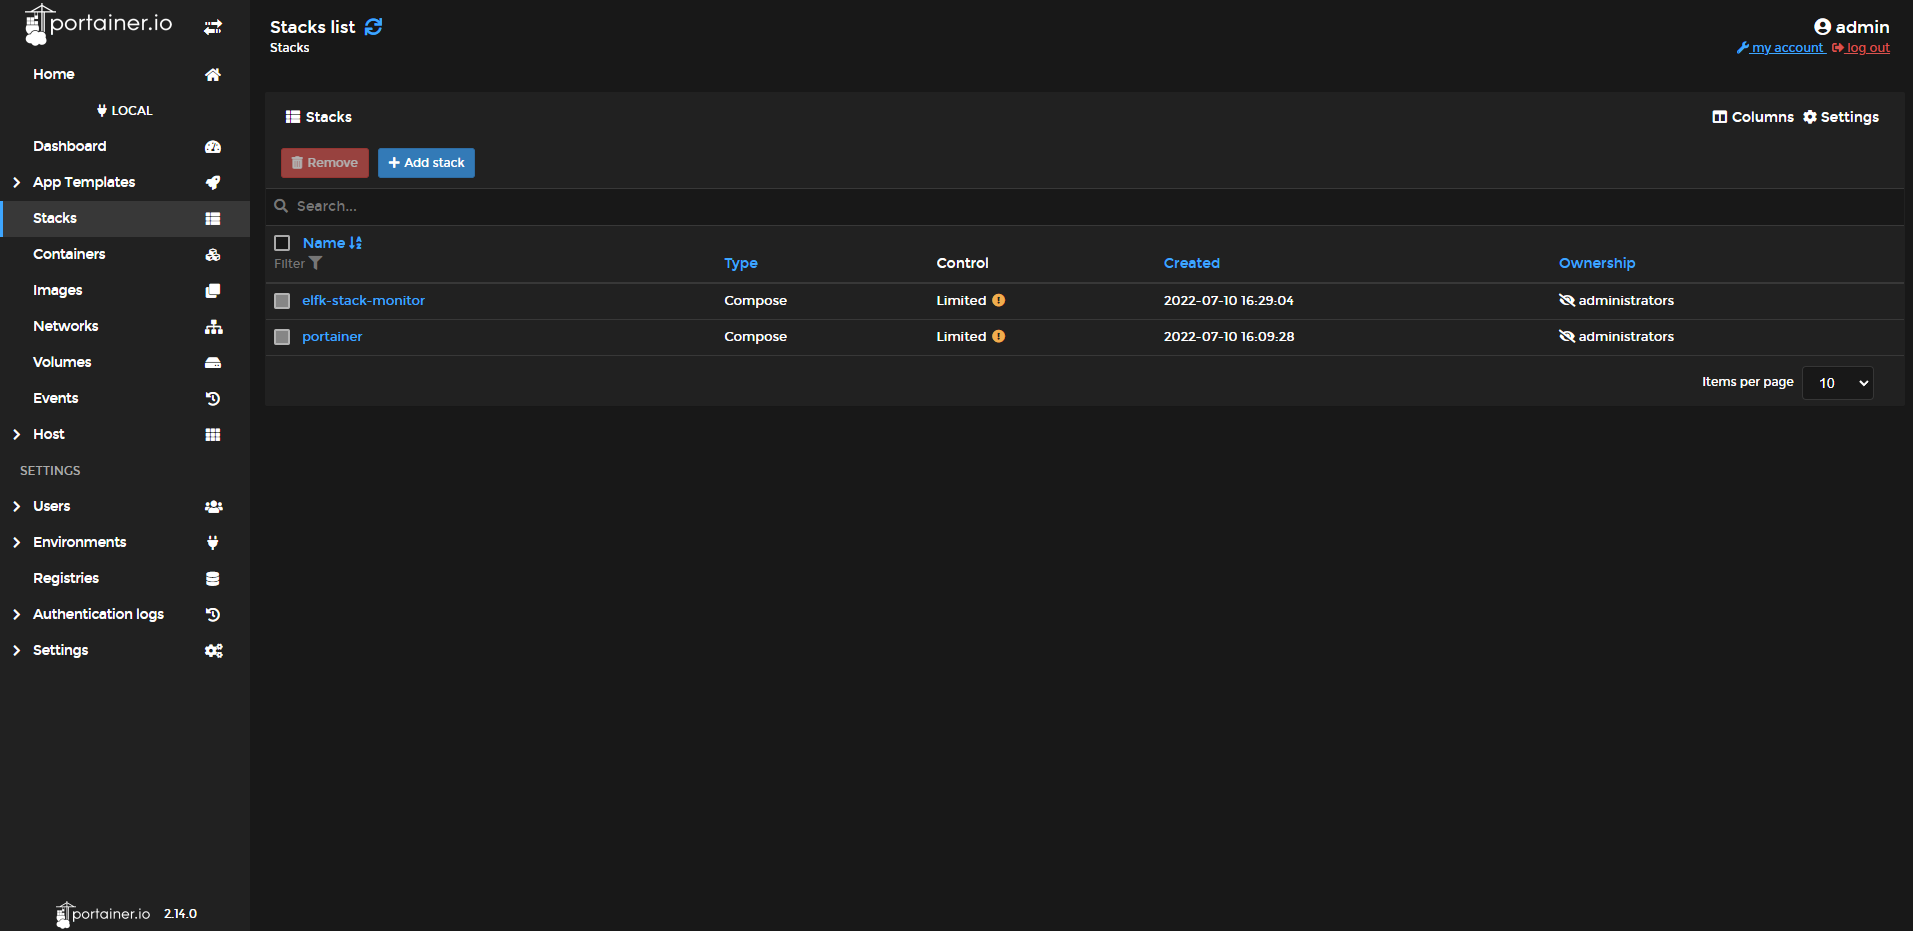 portainer.io
Home
LOCAL
Dashboard
App Templates
Stacks
Containers
Images
Networks
Volumes
Events
Host
SETTINGS
Users
Environments
Registries
Authentication logs
Settings
portainer.io 2.14.0
Stacks list
Stacks
admin
my account log out
Stacks
Columns Settings
Remove Add stack
Search...
Name
Filter
Type Control Created Ownership
elfk-stack-monitor Compose Limited 2022-07-10 16:29:04 administrators
portainer Compose Limited 2022-07-10 16:09:28 administrators
Items per page 10